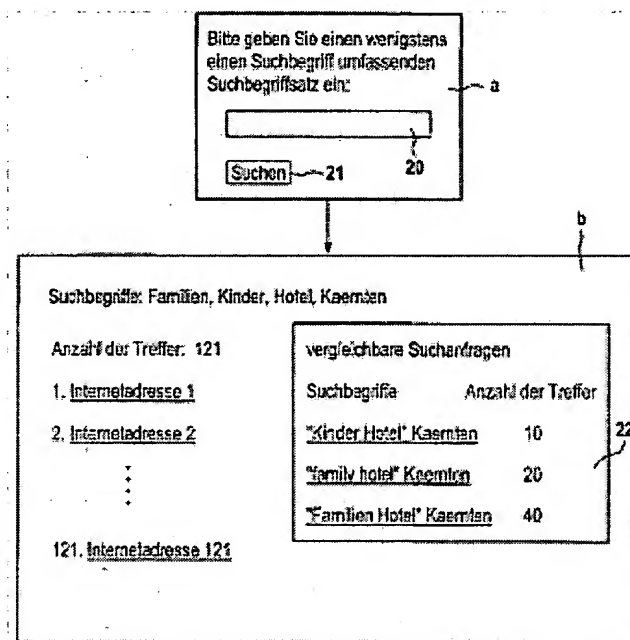 Bitte geben Sie einen wenigstens
einen Suchbegriff umfassenden
Suchbegriffsatz ein:
a
20
Suchen
21
b
Suchbegriffe: Familien, Kinder, Hotel, Kaernten
Anzahl der Treffer: 121
1. Internetadresse 1
2. Internetadresse 2
121. Internetadresse 121
vergleichbare Suchanfragen
Suchbegriffe Anzahl der Treffer
"Kinder Hotel" Kaernten 10
"family hotel" Kaernten 20
"Familien Hotel" Kaernten 40
22